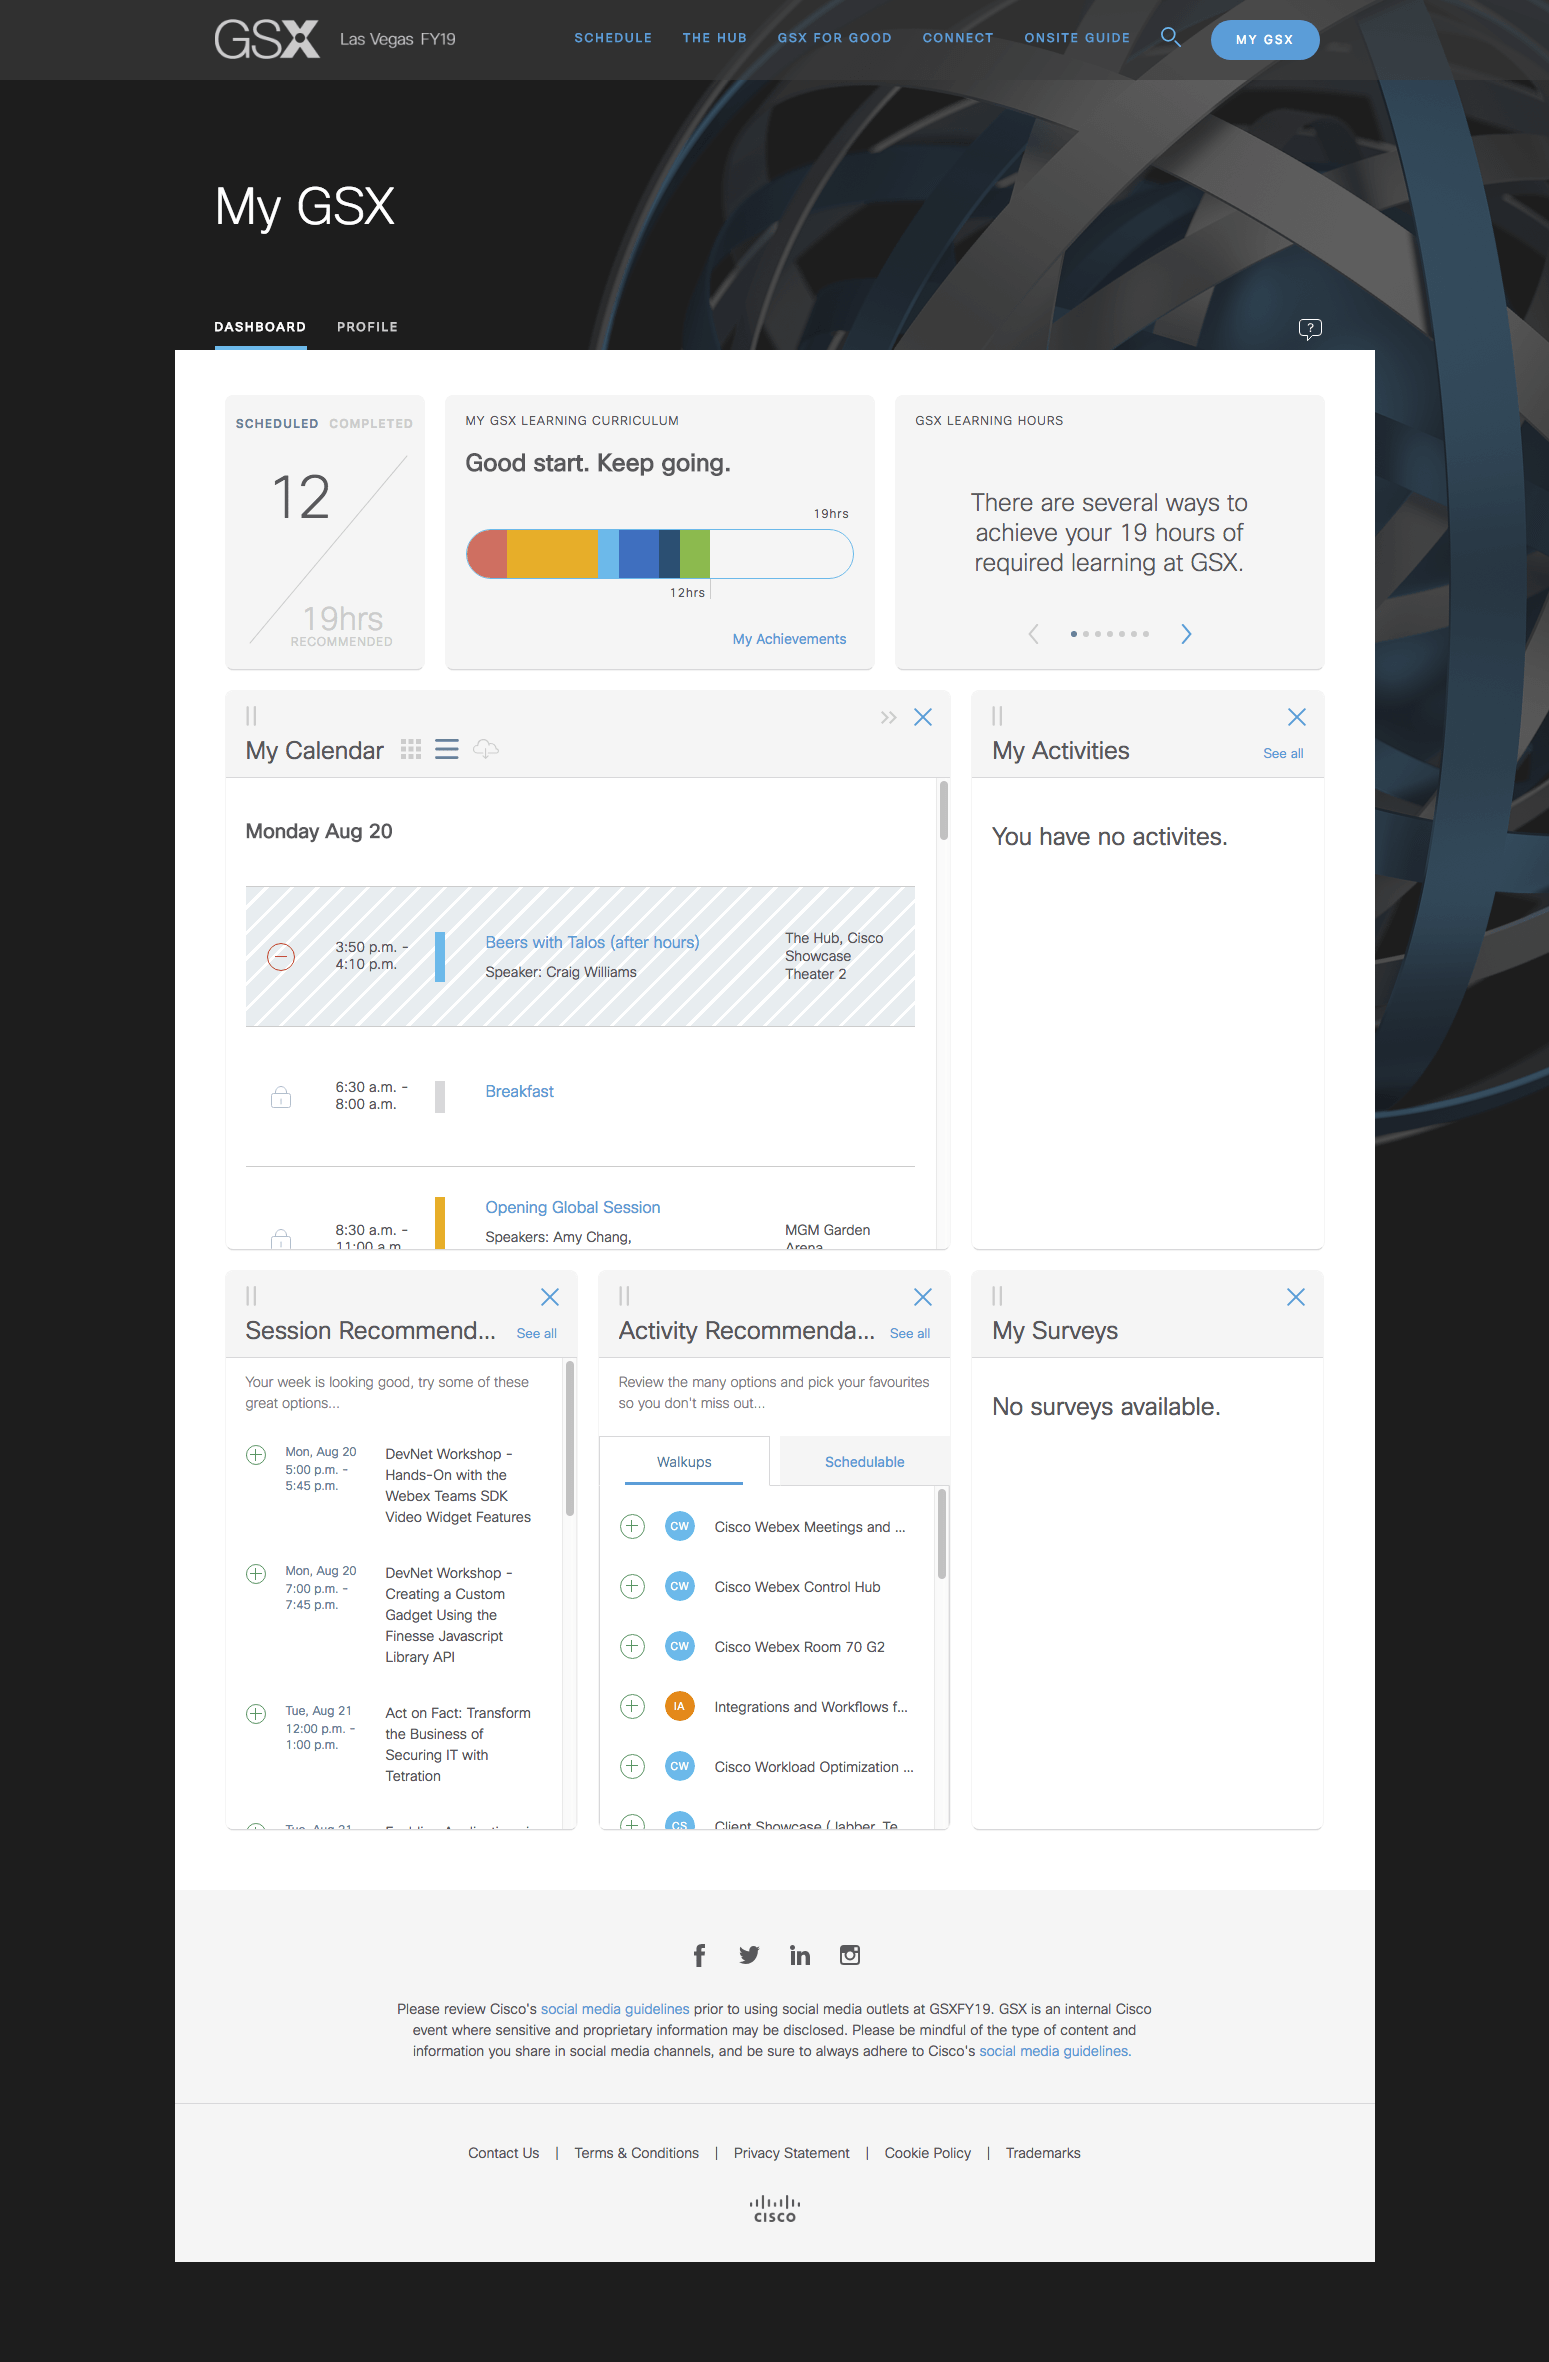 GSX Las Vegas FY19
SCHEDULE THE HUB GSX FOR GOOD CONNECT ONSITE GUIDE MY GSX
My GSX
DASHBOARD PROFILE
?
SCHEDULED COMPLETED
12
19hrs
RECOMMENDED
MY GSX LEARNING CURRICULUM
Good start. Keep going.
19hrs
12hrs
My Achievements
GSX LEARNING HOURS
There are several ways to
achieve your 19 hours of
required learning at GSX.
My Calendar
Monday Aug 20
3:50 p.m. -
4:10 p.m.
Beers with Talos (after hours)
Speaker: Craig Williams
The Hub, Cisco
Showcase
Theater 2
6:30 a.m. -
8:00 a.m.
Breakfast
8:30 a.m. -
11:00 a.m.
Opening Global Session
Speakers: Amy Chang,
MGM Garden
Arena
My Activities
See all
You have no activites.
Session Recommend...
See all
Your week is looking good, try some of these
great options...
Mon, Aug 20
5:00 p.m. -
5:45 p.m.
DevNet Workshop -
Hands-On with the
Webex Teams SDK
Video Widget Features
Mon, Aug 20
7:00 p.m. -
7:45 p.m.
DevNet Workshop -
Creating a Custom
Gadget Using the
Finesse Javascript
Library API
Tue, Aug 21
12:00 p.m. -
1:00 p.m.
Act on Fact: Transform
the Business of
Securing IT with
Tetration
Tue, Aug 21
Activity Recommenda...
See all
Review the many options and pick your favourites
so you don't miss out...
Walkups Schedulable
CW Cisco Webex Meetings and ...
CW Cisco Webex Control Hub
CW Cisco Webex Room 70 G2
IA Integrations and Workflows f...
CW Cisco Workload Optimization ...
CS Client Showcase (Jabber, Te...
My Surveys
No surveys available.
Please review Cisco's social media guidelines prior to using social media outlets at GSXFY19. GSX is an internal Cisco
event where sensitive and proprietary information may be disclosed. Please be mindful of the type of content and
information you share in social media channels, and be sure to always adhere to Cisco's social media guidelines.
Contact Us | Terms & Conditions | Privacy Statement | Cookie Policy | Trademarks
CISCO